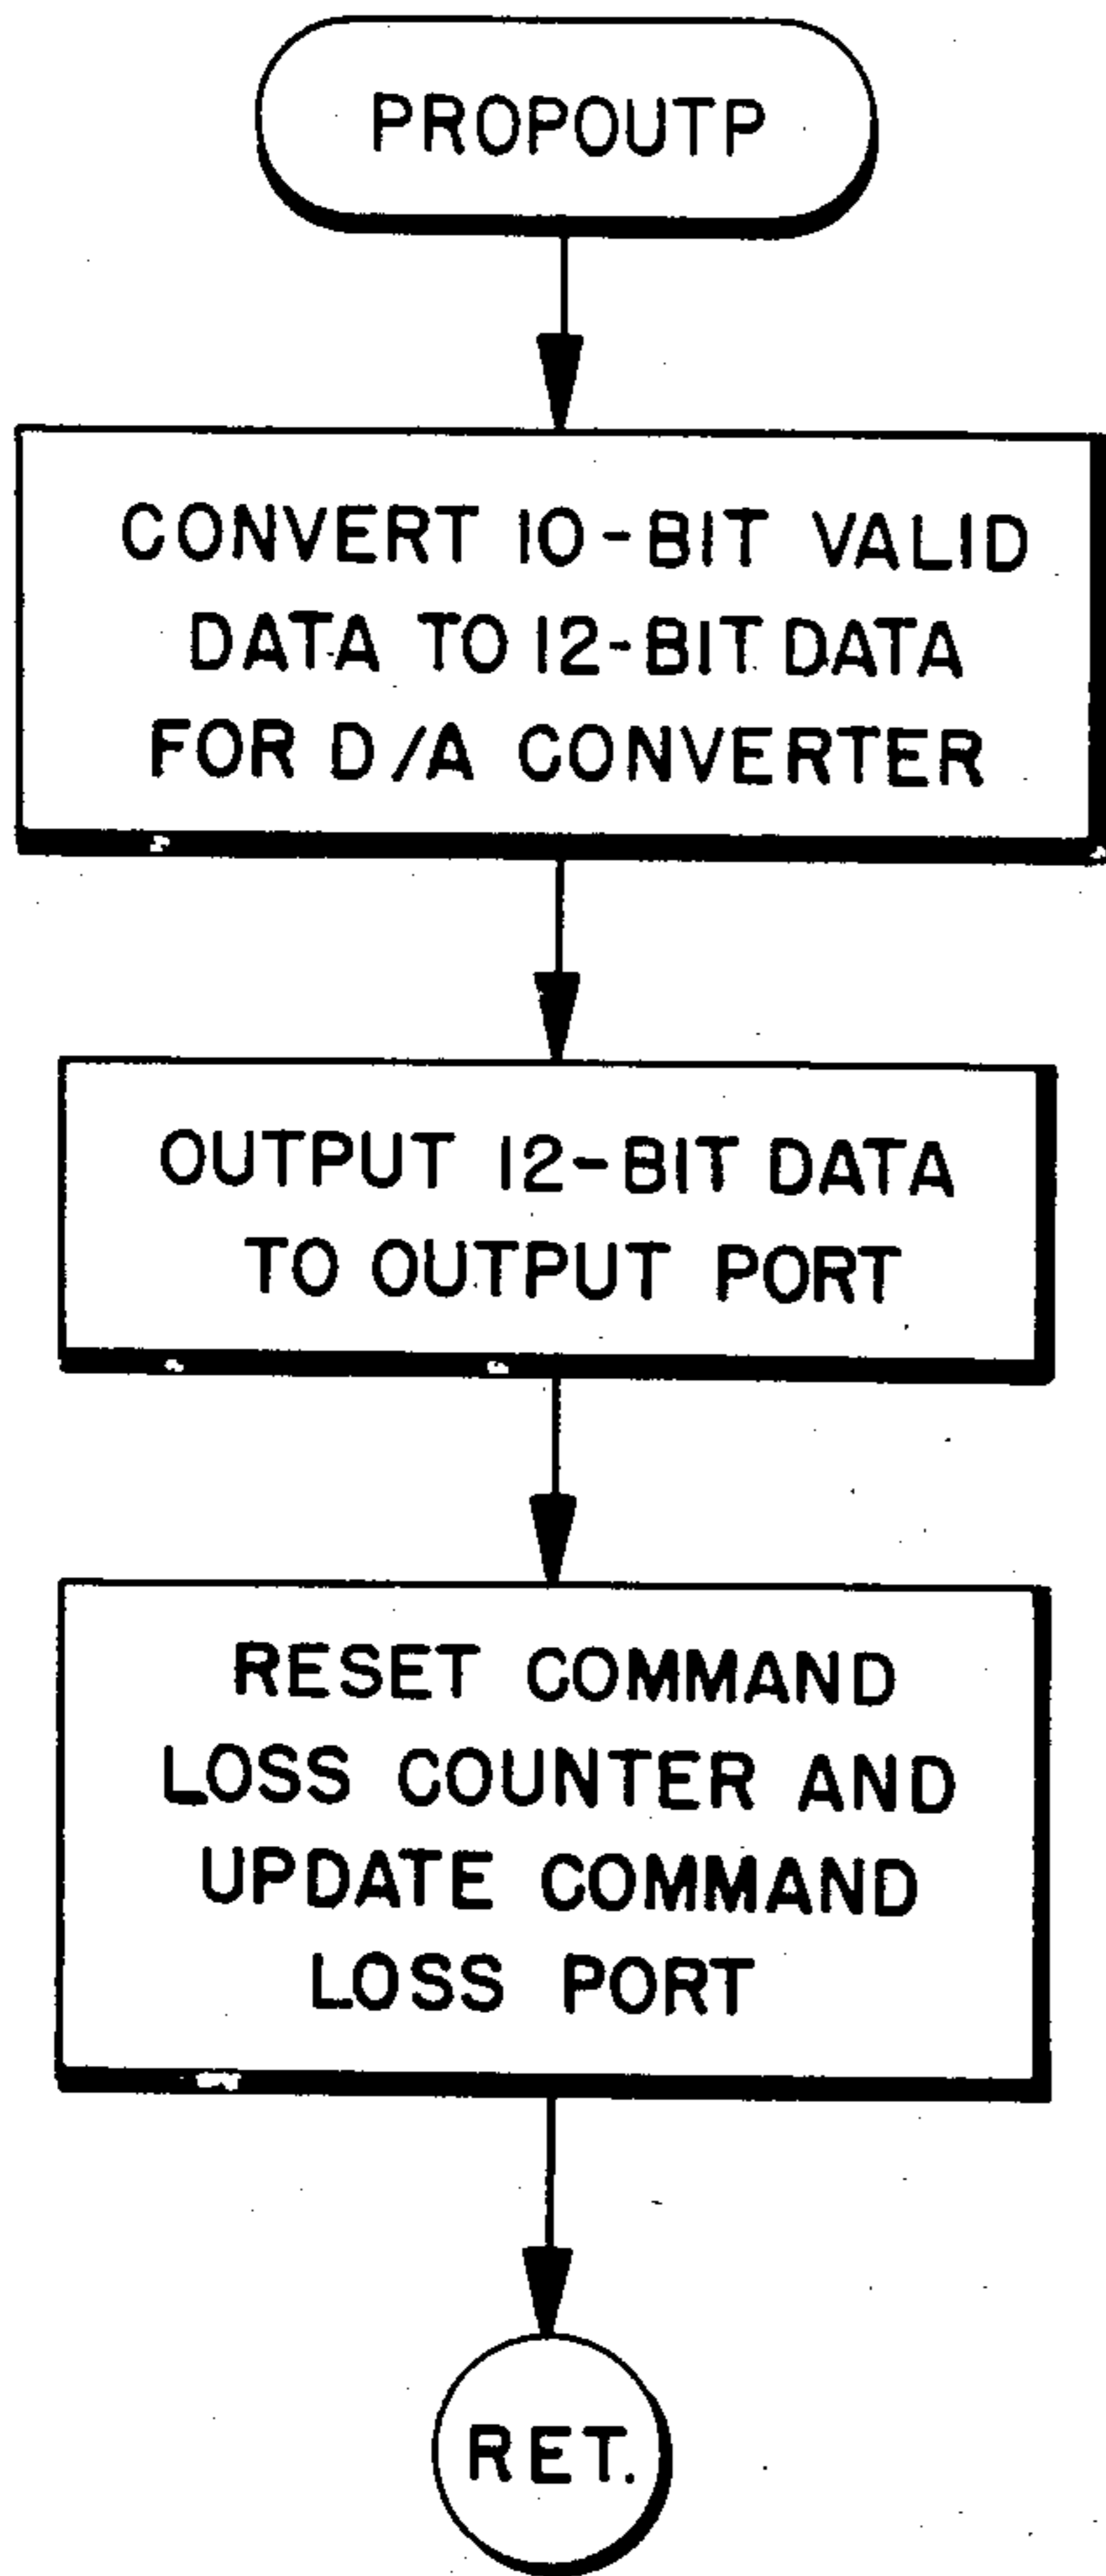 PROPOUTP
CONVERT 10-BIT VALID
DATA TO 12-BIT DATA
FOR D/A CONVERTER
OUTPUT 12-BIT DATA
TO OUTPUT PORT
RESET COMMAND
LOSS COUNTER AND
UPDATE COMMAND
LOSS PORT
RET.